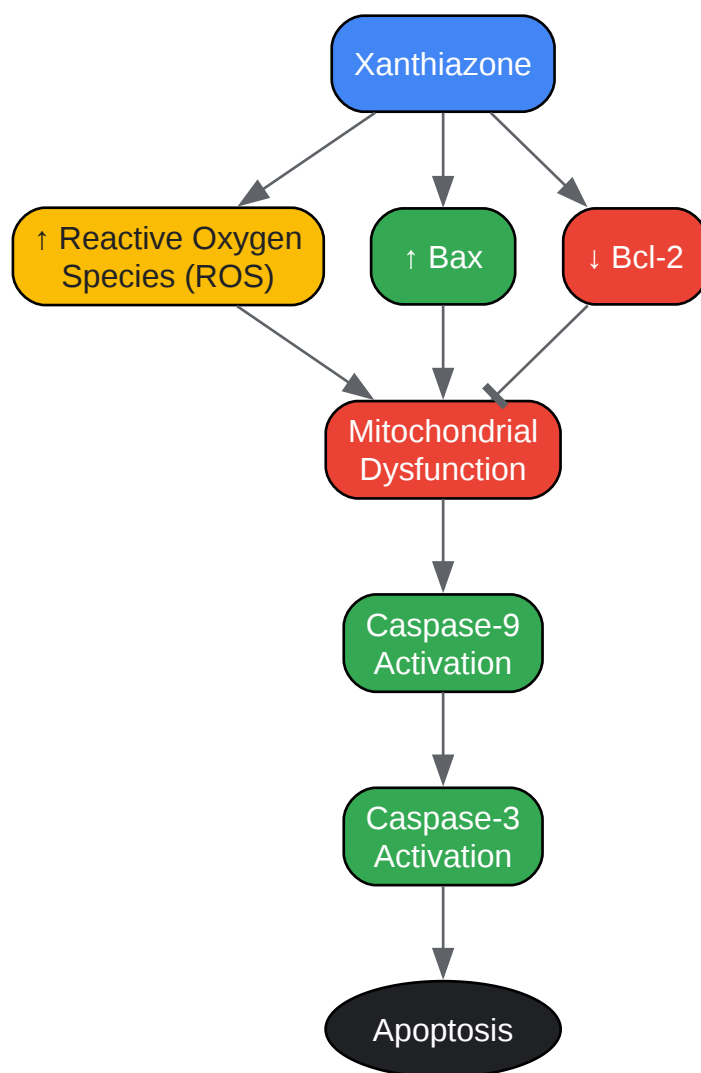 Xanthiazone
↑ Reactive Oxygen
Species (ROS)
↑ Bax
↓ Bcl-2
Mitochondrial
Dysfunction
Caspase-9
Activation
Caspase-3
Activation
Apoptosis